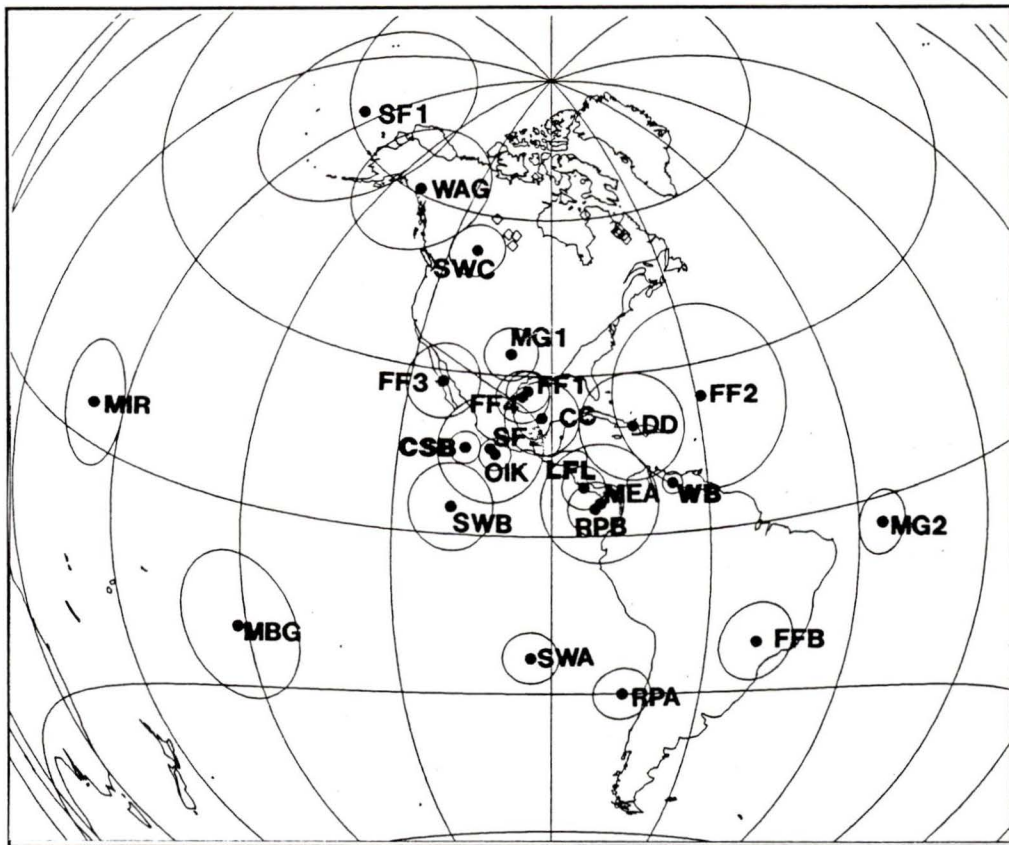 SF1
WAG
SWC
MG1
FF3
FF1
FF4
FF2
MIR
CC
DD
CSB
SF
OIK
LFL
MEA
WB
SWB
RPB
MG2
MBG
FFB
SWA
RPA